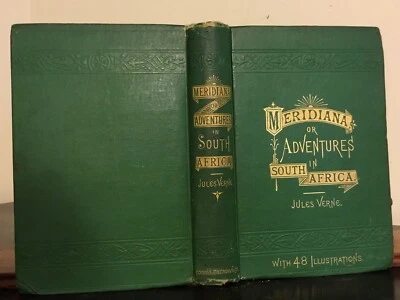 MERIDIANA
OR
ADVENTURES
IN
SOUTH
AFRICA.
JULES VERNE
MERIDIANA,
OR
ADVENTURES
IN
SOUTH
AFRICA.
JULES VERNE.
WITH 48 ILLUSTRATIONS.